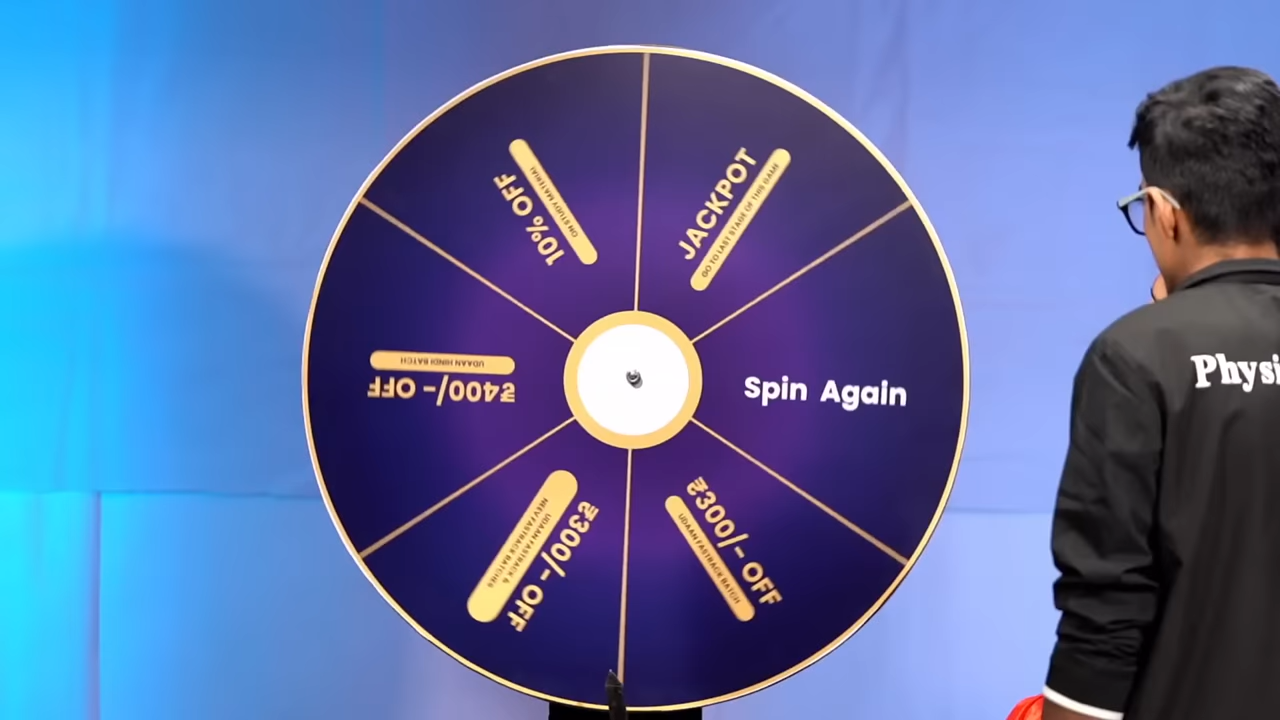 10% OFF
ON STUDY MATERIAL
JACKPOT
GO TO LAST STAGE OF THIS GAME
₹400/- OFF
UDAAN HINDI BATCH
Spin Again
₹300/- OFF
UDAAN FASTRACK &
NEEV FASTRACK BATCHES
₹300/- OFF
UDAAN FASTRACK BATCH
Physi